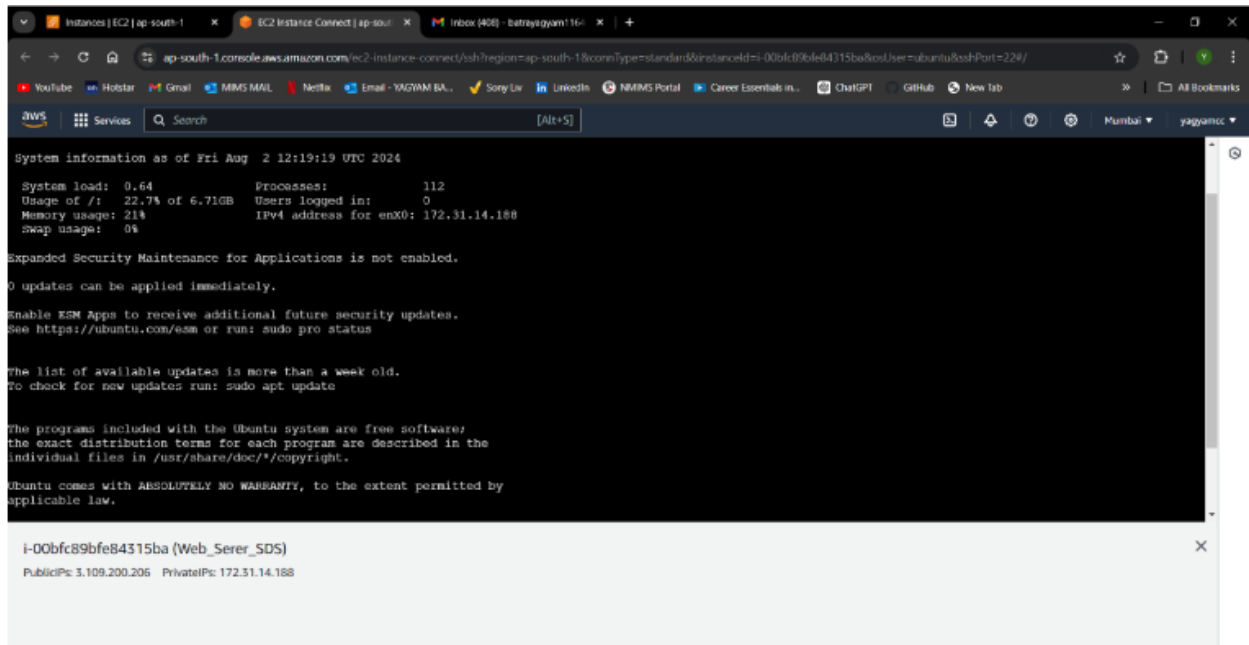 Instances | EC2 | ap-south-1
EC2 Instance Connect | ap-sout
Inbox (408) - batrayagyam1164
ap-south-1.console.aws.amazon.com/ec2-instance-connect/ssh?region=ap-south-1&connType=standard&instanceId=i-00bfc89bfe84315ba&osUser=ubuntu&sshPort=22#/
YouTube Hotstar Gmail MIMS MAIL Netflix Email - YAGYAM BA... Sony Liv LinkedIn NMIMS Portal Career Essentials in... ChatGPT GitHub New Tab » All Bookmarks
aws Services Search [Alt+S] Mumbai yagyamcc
System information as of Fri Aug 2 12:19:19 UTC 2024
System load: 0.64 Processes: 112
Usage of /: 22.7% of 6.71GB Users logged in: 0
Memory usage: 21% IPv4 address for enX0: 172.31.14.188
Swap usage: 0%
Expanded Security Maintenance for Applications is not enabled.
0 updates can be applied immediately.
Enable ESM Apps to receive additional future security updates.
See https://ubuntu.com/esm or run: sudo pro status
The list of available updates is more than a week old.
To check for new updates run: sudo apt update
The programs included with the Ubuntu system are free software;
the exact distribution terms for each program are described in the
individual files in /usr/share/doc/*/copyright.
Ubuntu comes with ABSOLUTELY NO WARRANTY, to the extent permitted by
applicable law.
i-00bfc89bfe84315ba (Web_Serer_SDS)
PublicIPs: 3.109.200.206 PrivateIPs: 172.31.14.188